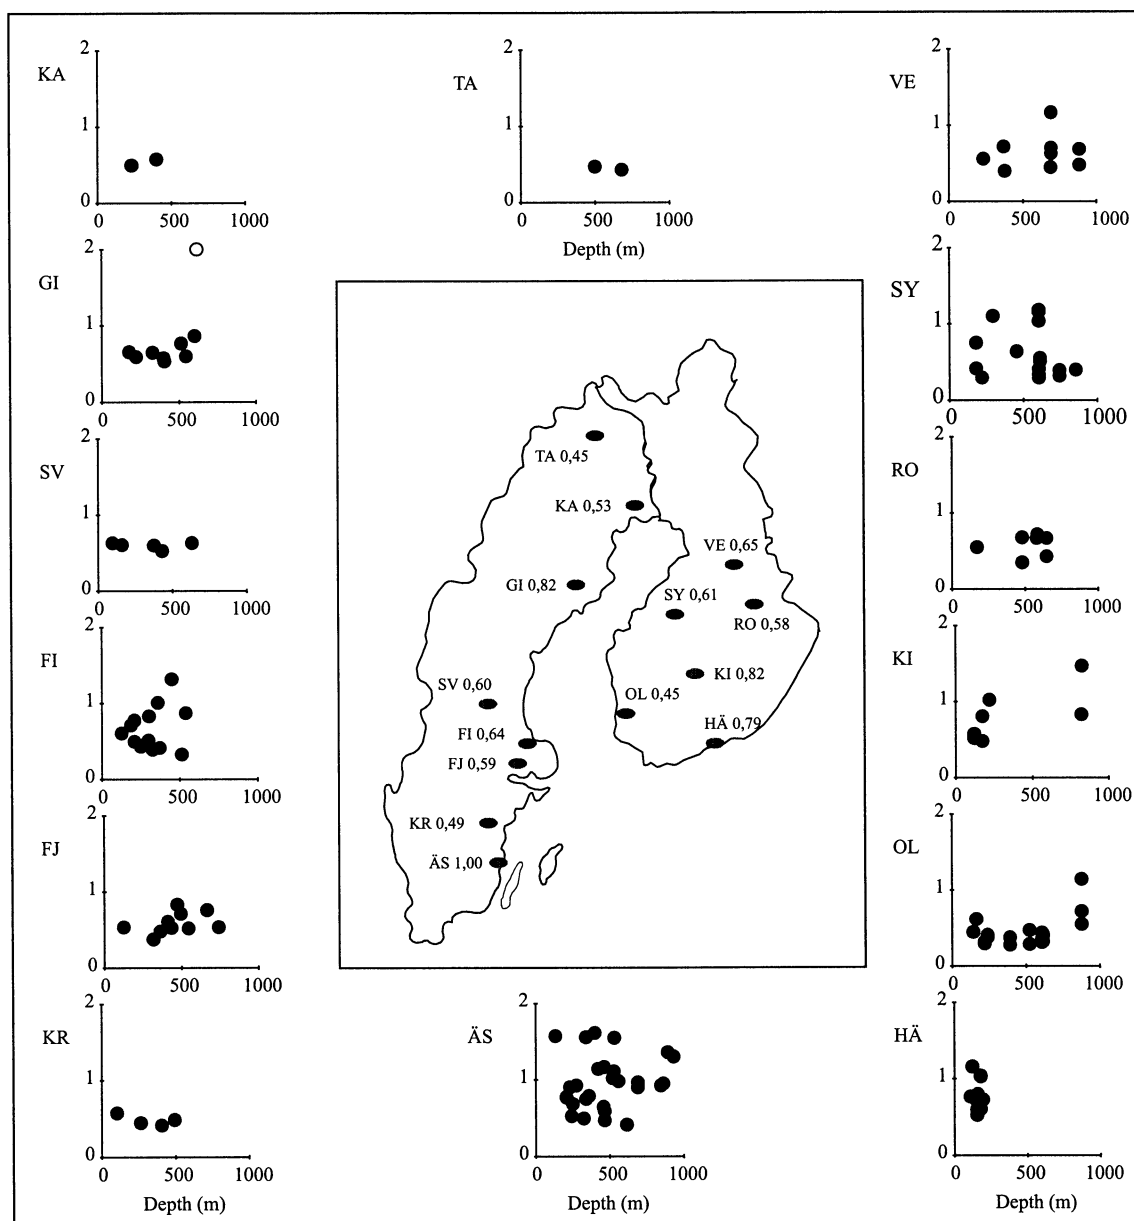 KA
2
1
0
0
500
1000
TA
2
1
0
0
500
1000
Depth (m)
VE
2
1
0
0
500
1000
GI
2
1
0
0
500
1000
SY
2
1
0
0
500
1000
SV
2
1
0
0
500
1000
RO
2
1
0
0
500
1000
FI
2
1
0
0
500
1000
KI
2
1
0
0
500
1000
FJ
2
1
0
0
500
1000
OL
2
1
0
0
500
1000
KR
2
1
0
0
500
1000
Depth (m)
ÄS
2
1
0
0
500
1000
Depth (m)
HÄ
2
1
0
0
500
1000
Depth (m)
TA 0,45
KA 0,53
VE 0,65
GI 0,82
SY 0,61
RO 0,58
KI 0,82
SV 0,60
OL 0,45
FI 0,64
HÄ 0,79
FJ 0,59
KR 0,49
ÄS 1,00